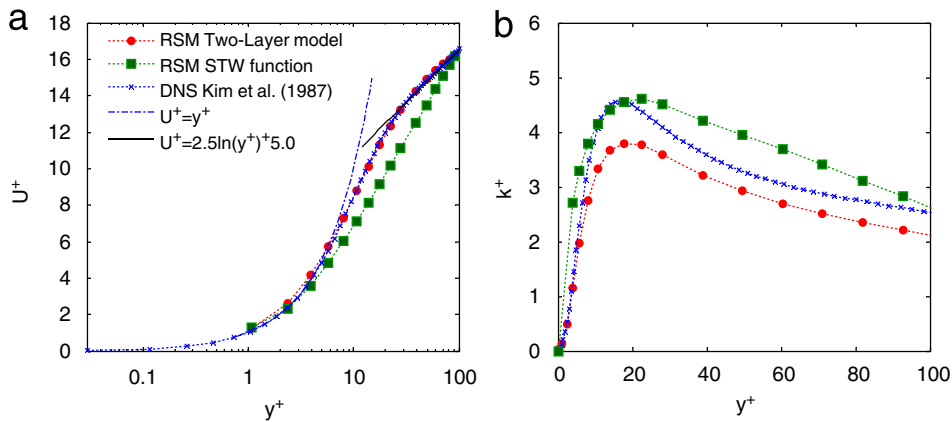 a
U+
18
16
14
12
10
8
6
4
2
0
RSM Two-Layer model
RSM STW function
DNS Kim et al. (1987)
U+=y+
U+=2.5ln(y+)+5.0
0.1
1
10
100
y+
b
k+
6
5
4
3
2
1
0
0
20
40
60
80
100
y+